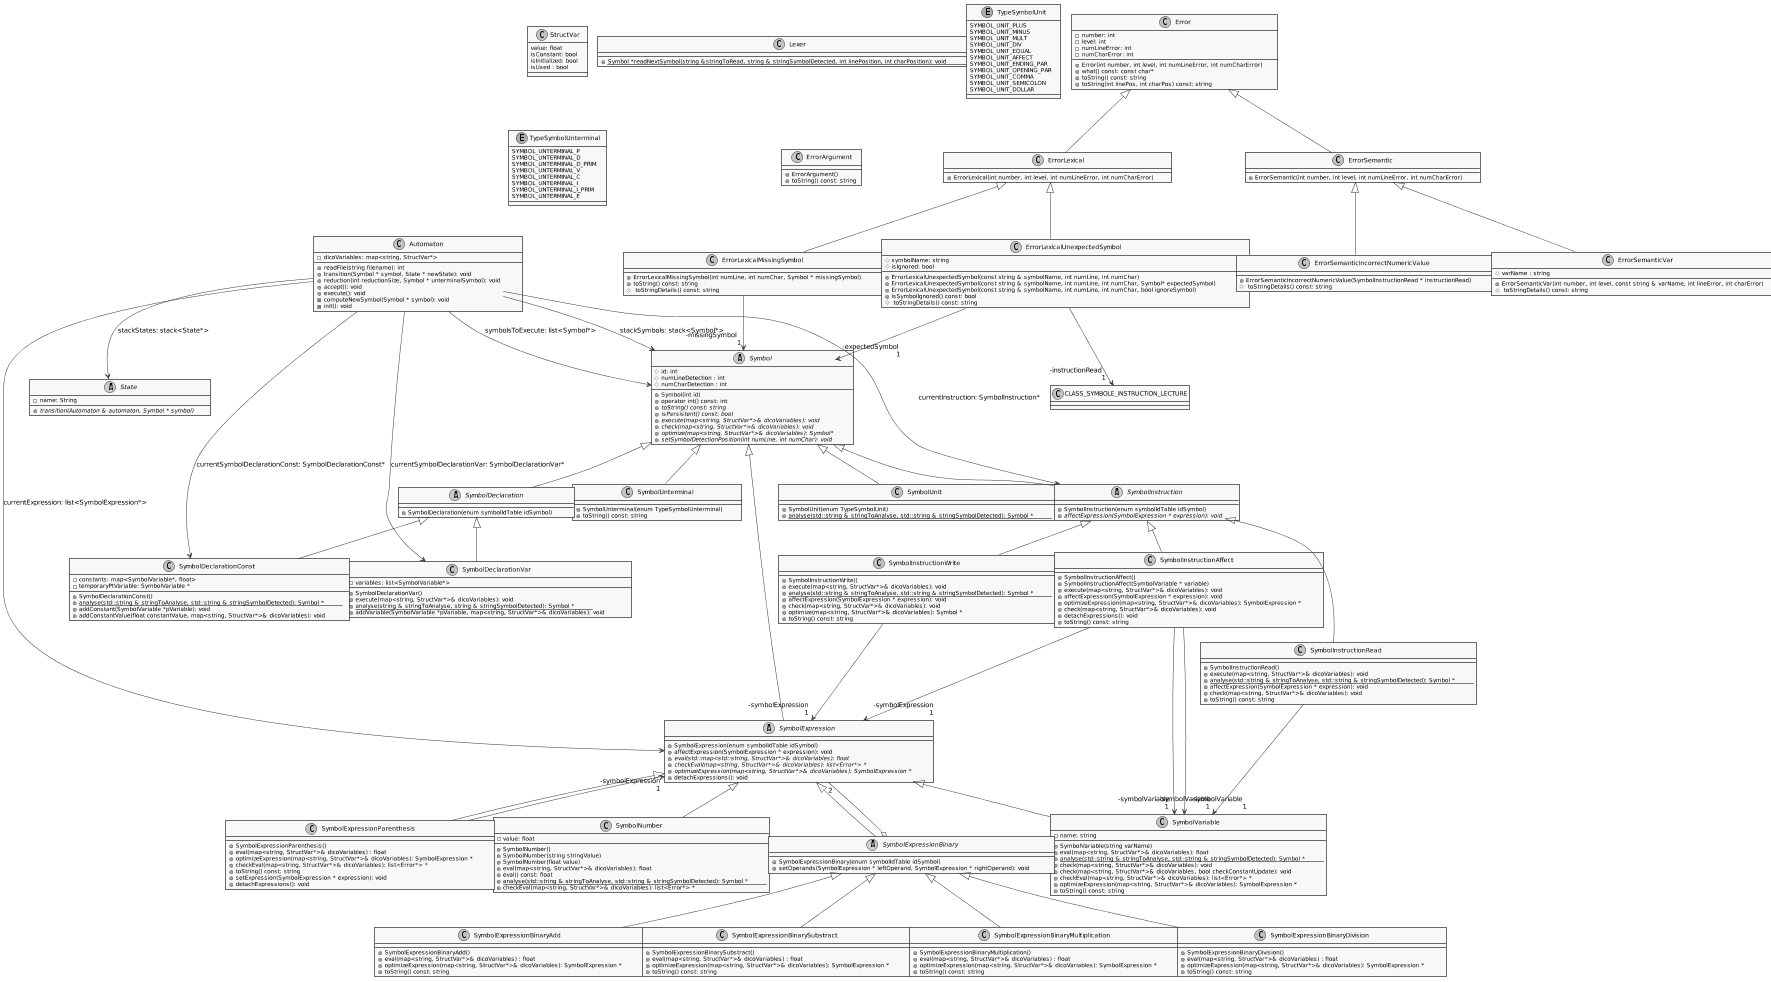 StructVar
value: float
isConstant: bool
isInitialized: bool
isUsed : bool
Lexer
Symbol *readNextSymbol(string &stringToRead, string & stringSymbolDetected, int linePosition, int charPosition): void
TypeSymbolUnit
SYMBOL_UNIT_PLUS
SYMBOL_UNIT_MINUS
SYMBOL_UNIT_MULT
SYMBOL_UNIT_DIV
SYMBOL_UNIT_EQUAL
SYMBOL_UNIT_AFFECT
SYMBOL_UNIT_ENDING_PAR
SYMBOL_UNIT_OPENING_PAR
SYMBOL_UNIT_COMMA
SYMBOL_UNIT_SEMICOLON
SYMBOL_UNIT_DOLLAR
Error
number: int
level: int
numLineError: int
numCharError: int
Error(int number, int level, int numLineError, int numCharError)
what() const: const char*
toString() const: string
toString(int linePos, int charPos) const: string
TypeSymbolUnterminal
SYMBOL_UNTERMINAL_P
SYMBOL_UNTERMINAL_D
SYMBOL_UNTERMINAL_D_PRIM
SYMBOL_UNTERMINAL_V
SYMBOL_UNTERMINAL_C
SYMBOL_UNTERMINAL_I
SYMBOL_UNTERMINAL_I_PRIM
SYMBOL_UNTERMINAL_E
ErrorArgument
ErrorArgument()
toString() const: string
ErrorLexical
ErrorLexical(int number, int level, int numLineError, int numCharError)
ErrorSemantic
ErrorSemantic(int number, int level, int numLineError, int numCharError)
Automaton
dicoVariables: map<string, StructVar*>
readFile(string filename): int
transition(Symbol * symbol, State * newState): void
reduction(int reductionSize, Symbol * unterminalSymbol): void
accept(): void
execute(): void
computeNewSymbol(Symbol * symbol): void
init(): void
ErrorLexicalMissingSymbol
ErrorLexicalMissingSymbol(int numLine, int numChar, Symbol * missingSymbol)
toString() const: string
toStringDetails() const: string
ErrorLexicalUnexpectedSymbol
symbolName: string
isIgnored: bool
ErrorLexicalUnexpectedSymbol(const string & symbolName, int numLine, int numChar)
ErrorLexicalUnexpectedSymbol(const string & symbolName, int numLine, int numChar, Symbol* expectedSymbol)
ErrorLexicalUnexpectedSymbol(const string & symbolName, int numLine, int numChar, bool ignoreSymbol)
isSymbolIgnored() const: bool
toStringDetails() const: string
ErrorSemanticIncorrectNumericValue
ErrorSemanticIncorrectNumericValue(SymbolInstructionRead * instructionRead)
toStringDetails() const: string
ErrorSemanticVar
varName : string
ErrorSemanticVar(int number, int level, const string & varName, int lineError, int charError)
toStringDetails() const: string
stackStates: stack<State*>
symbolsToExecute: list<Symbol*>
stackSymbols: stack<Symbol*>
-missingSymbol
1
-expectedSymbol
1
-instructionRead
1
currentInstruction: SymbolInstruction*
State
name: String
transition(Automaton & automaton, Symbol * symbol)
Symbol
id: int
numLineDetection : int
numCharDetection : int
Symbol(int id)
operator int() const: int
toString() const: string
isPersistent() const: bool
execute(map<string, StructVar*>& dicoVariables): void
check(map<string, StructVar*>& dicoVariables): void
optimize(map<string, StructVar*>& dicoVariables): Symbol*
setSymbolDetectionPosition(int numLine, int numChar): void
CLASS_SYMBOLE_INSTRUCTION_LECTURE
currentSymbolDeclarationConst: SymbolDeclarationConst*
currentSymbolDeclarationVar: SymbolDeclarationVar*
currentExpression: list<SymbolExpression*>
SymbolDeclaration
SymbolDeclaration(enum symbolIdTable idSymbol)
SymbolUnterminal
SymbolUnterminal(enum TypeSymbolUnterminal)
toString() const: string
SymbolUnit
SymbolUnit(enum TypeSymbolUnit)
analyse(std::string & stringToAnalyse, std::string & stringSymbolDetected): Symbol *
SymbolInstruction
SymbolInstruction(enum symbolIdTable idSymbol)
affectExpression(SymbolExpression * expression): void
SymbolDeclarationConst
constants: map<SymbolVariable*, float>
temporaryPtVariable: SymbolVariable *
SymbolDeclarationConst()
analyse(std::string & stringToAnalyse, std::string & stringSymbolDetected): Symbol *
addConstant(SymbolVariable *pVariable): void
addConstantValue(float constantValue, map<string, StructVar*>& dicoVariables): void
SymbolDeclarationVar
variables: list<SymbolVariable*>
SymbolDeclarationVar()
execute(map<string, StructVar*>& dicoVariables): void
analyse(string & stringToAnalyse, string & stringSymbolDetected): Symbol *
addVariable(SymbolVariable *pVariable, map<string, StructVar*>& dicoVariables): void
SymbolInstructionWrite
SymbolInstructionWrite()
execute(map<string, StructVar*>& dicoVariables): void
analyse(std::string & stringToAnalyse, std::string & stringSymbolDetected): Symbol *
affectExpression(SymbolExpression * expression): void
check(map<string, StructVar*>& dicoVariables): void
optimize(map<string, StructVar*>& dicoVariables): Symbol *
toString() const: string
SymbolInstructionAffect
SymbolInstructionAffect()
SymbolInstructionAffect(SymbolVariable * variable)
execute(map<string, StructVar*>& dicoVariables): void
affectExpression(SymbolExpression * expression): void
optimizeExpression(map<string, StructVar*>& dicoVariables): SymbolExpression *
check(map<string, StructVar*>& dicoVariables): void
detachExpressions(): void
toString() const: string
SymbolInstructionRead
SymbolInstructionRead()
execute(map<string, StructVar*>& dicoVariables): void
analyse(std::string & stringToAnalyse, std::string & stringSymbolDetected): Symbol *
affectExpression(SymbolExpression * expression): void
check(map<string, StructVar*>& dicoVariables): void
toString() const: string
-symbolExpression
1
-symbolExpression
1
SymbolExpression
SymbolExpression(enum symbolIdTable idSymbol)
affectExpression(SymbolExpression * expression): void
eval(std::map<std::string, StructVar*>& dicoVariables): float
checkEval(map<string, StructVar*>& dicoVariables): list<Error*> *
optimizeExpression(map<string, StructVar*>& dicoVariables): SymbolExpression *
detachExpressions(): void
-symbolExpression
1
2
-symbolVariable
1
-symbolVariable
1
-symbolVariable
1
SymbolExpressionParenthesis
SymbolExpressionParenthesis()
eval(map<string, StructVar*>& dicoVariables) : float
optimizeExpression(map<string, StructVar*>& dicoVariables): SymbolExpression *
checkEval(map<string, StructVar*>& dicoVariables): list<Error*> *
toString() const: string
setExpression(SymbolExpression * expression): void
detachExpressions(): void
SymbolNumber
value: float
SymbolNumber()
SymbolNumber(string stringValue)
SymbolNumber(float value)
eval(map<string, StructVar*>& dicoVariables): float
eval() const: float
analyse(std::string & stringToAnalyse, std::string & stringSymbolDetected): Symbol *
checkEval(map<string, StructVar*>& dicoVariables): list<Error*> *
SymbolExpressionBinary
SymbolExpressionBinary(enum symbolIdTable idSymbol)
setOperands(SymbolExpression * leftOperand, SymbolExpression * rightOperand): void
SymbolVariable
name: string
SymbolVariable(string varName)
eval(map<string, StructVar*>& dicoVariables): float
analyse(std::string & stringToAnalyse, std::string & stringSymbolDetected): Symbol *
check(map<string, StructVar*>& dicoVariables): void
check(map<string, StructVar*>& dicoVariables, bool checkConstantUpdate): void
checkEval(map<string, StructVar*>& dicoVariables): list<Error*> *
optimizeExpression(map<string, StructVar*>& dicoVariables): SymbolExpression *
toString() const: string
SymbolExpressionBinaryAdd
SymbolExpressionBinaryAdd()
eval(map<string, StructVar*>& dicoVariables) : float
optimizeExpression(map<string, StructVar*>& dicoVariables): SymbolExpression *
toString() const: string
SymbolExpressionBinarySubstract
SymbolExpressionBinarySubstract()
eval(map<string, StructVar*>& dicoVariables) : float
optimizeExpression(map<string, StructVar*>& dicoVariables): SymbolExpression *
toString() const: string
SymbolExpressionBinaryMultiplication
SymbolExpressionBinaryMultiplication()
eval(map<string, StructVar*>& dicoVariables) : float
optimizeExpression(map<string, StructVar*>& dicoVariables): SymbolExpression *
toString() const: string
SymbolExpressionBinaryDivision
SymbolExpressionBinaryDivision()
eval(map<string, StructVar*>& dicoVariables) : float
optimizeExpression(map<string, StructVar*>& dicoVariables): SymbolExpression *
toString() const: string